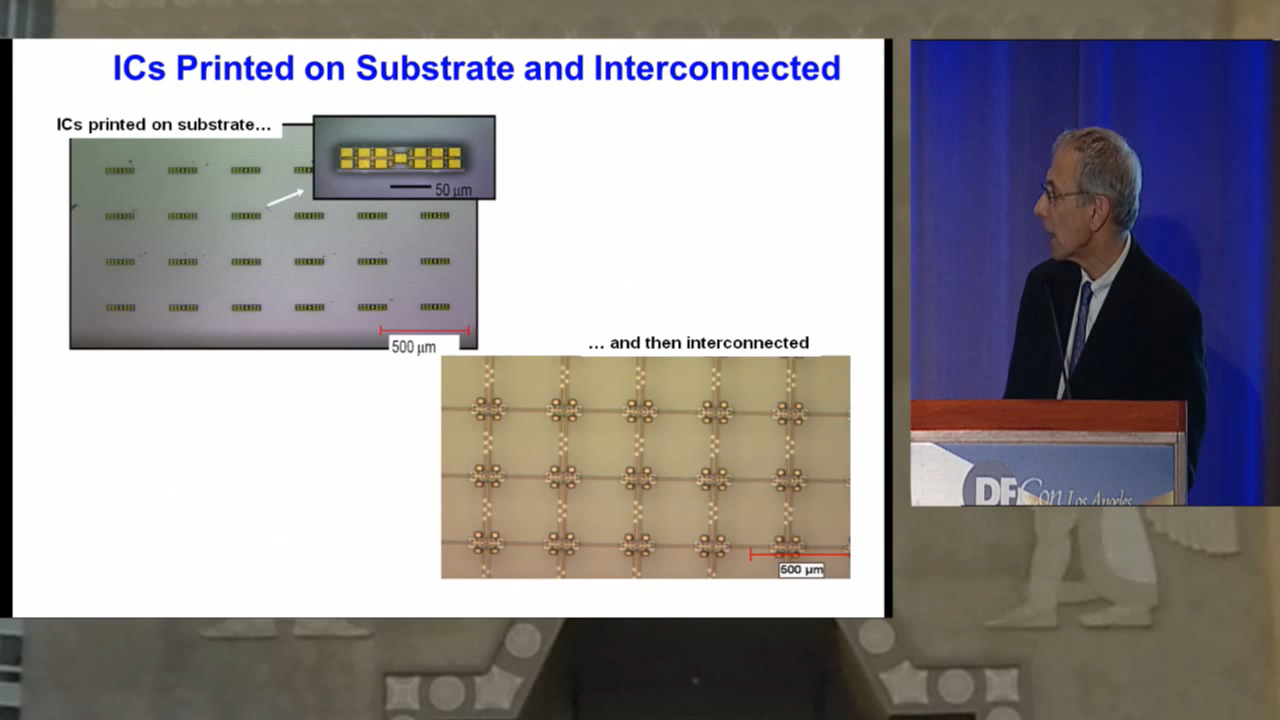 ICs Printed on Substrate and Interconnected
ICs printed on substrate...
50 µm
500 µm
... and then interconnected
500 µm
DFCon Los Angeles